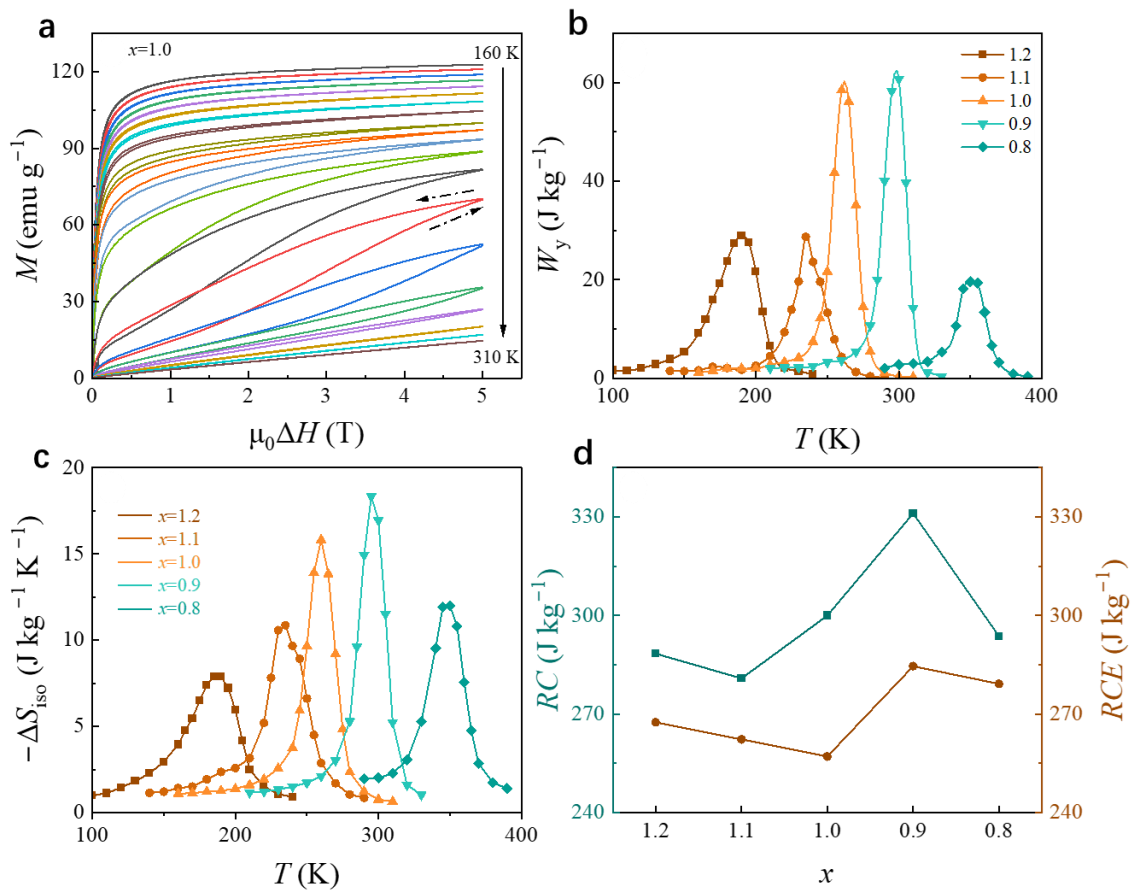 a
x=1.0
160 K
310 K
M (emu g⁻¹)
120
90
60
30
0
0 1 2 3 4 5
μ₀ΔH (T)
b
1.2
1.1
1.0
0.9
0.8
W_y (J kg⁻¹)
60
40
20
0
100 200 300 400
T (K)
c
x=1.2
x=1.1
x=1.0
x=0.9
x=0.8
−ΔS_iso (J kg⁻¹ K⁻¹)
20
15
10
5
0
100 200 300 400
T (K)
d
RC (J kg⁻¹)
330
300
270
240
RCE (J kg⁻¹)
330
300
270
240
1.2 1.1 1.0 0.9 0.8
x